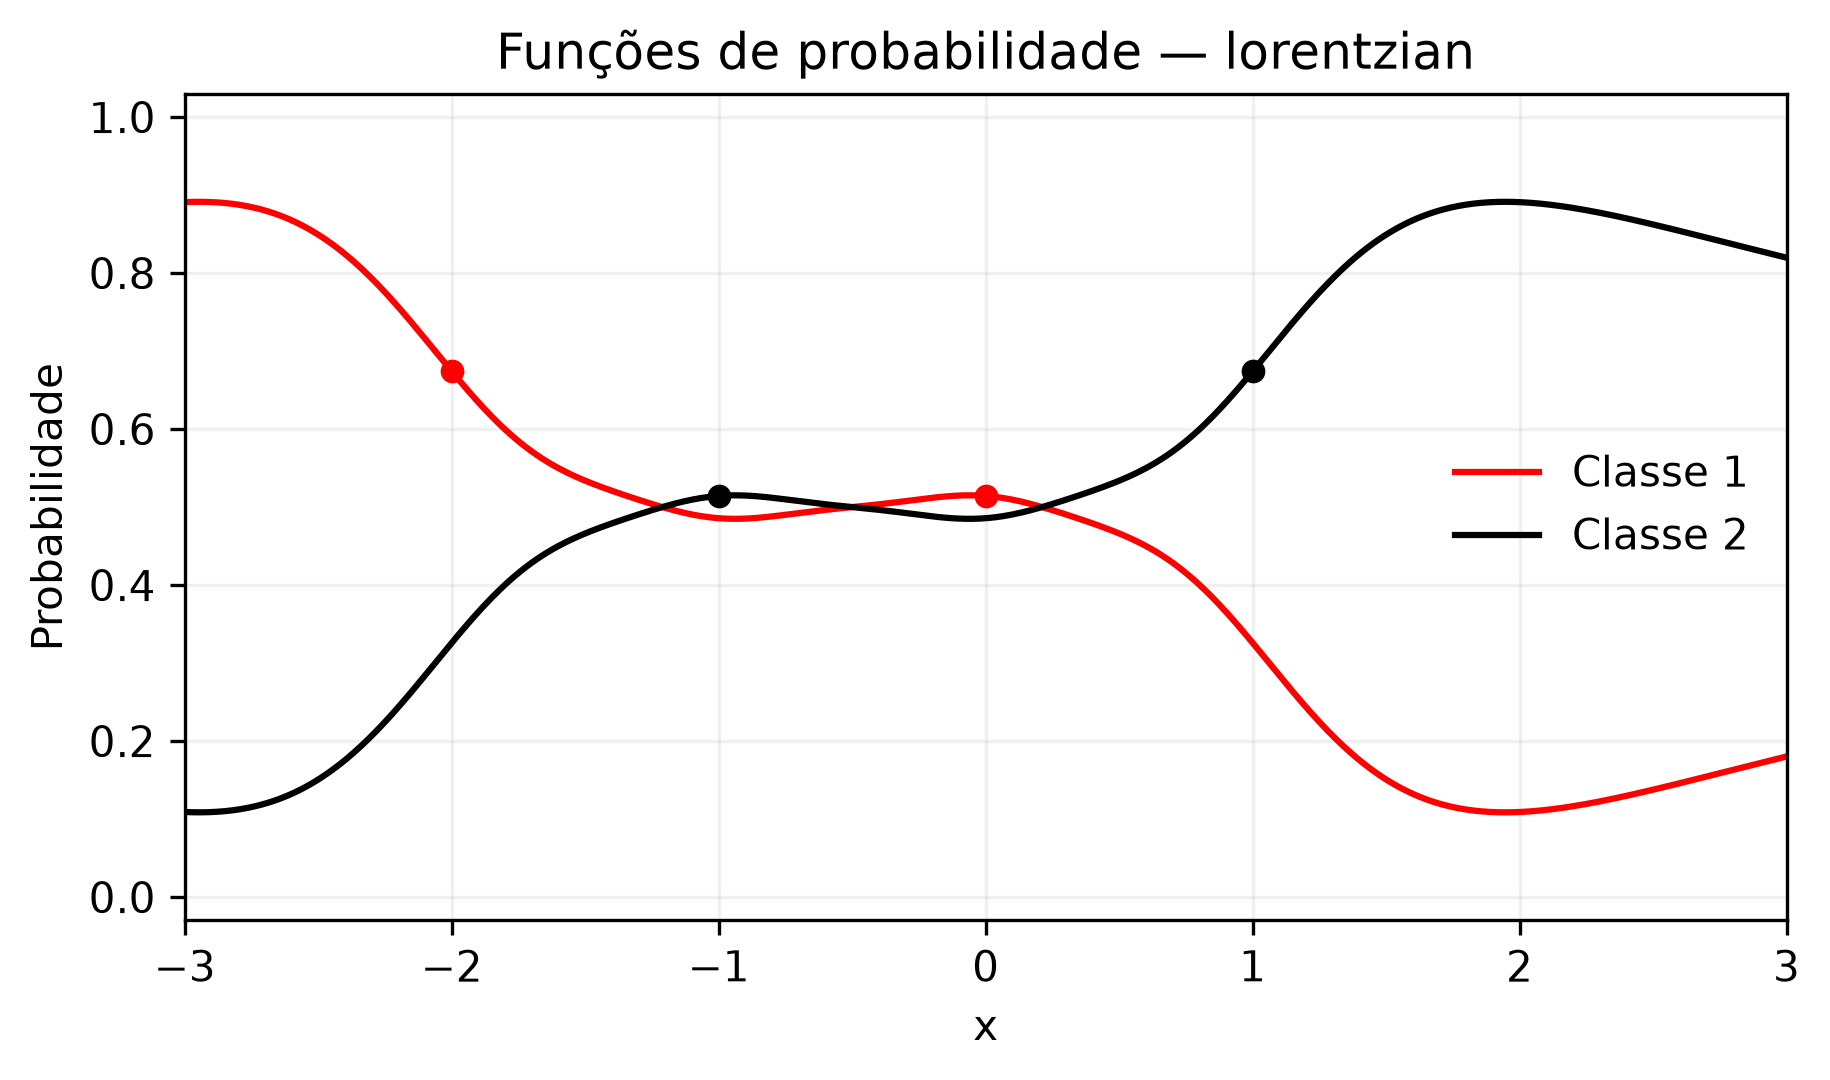 Funções de probabilidade — lorentzian
1.0
0.8
0.6
0.4
0.2
0.0
Probabilidade
Classe 1
Classe 2
−3 −2 −1 0 1 2 3
x